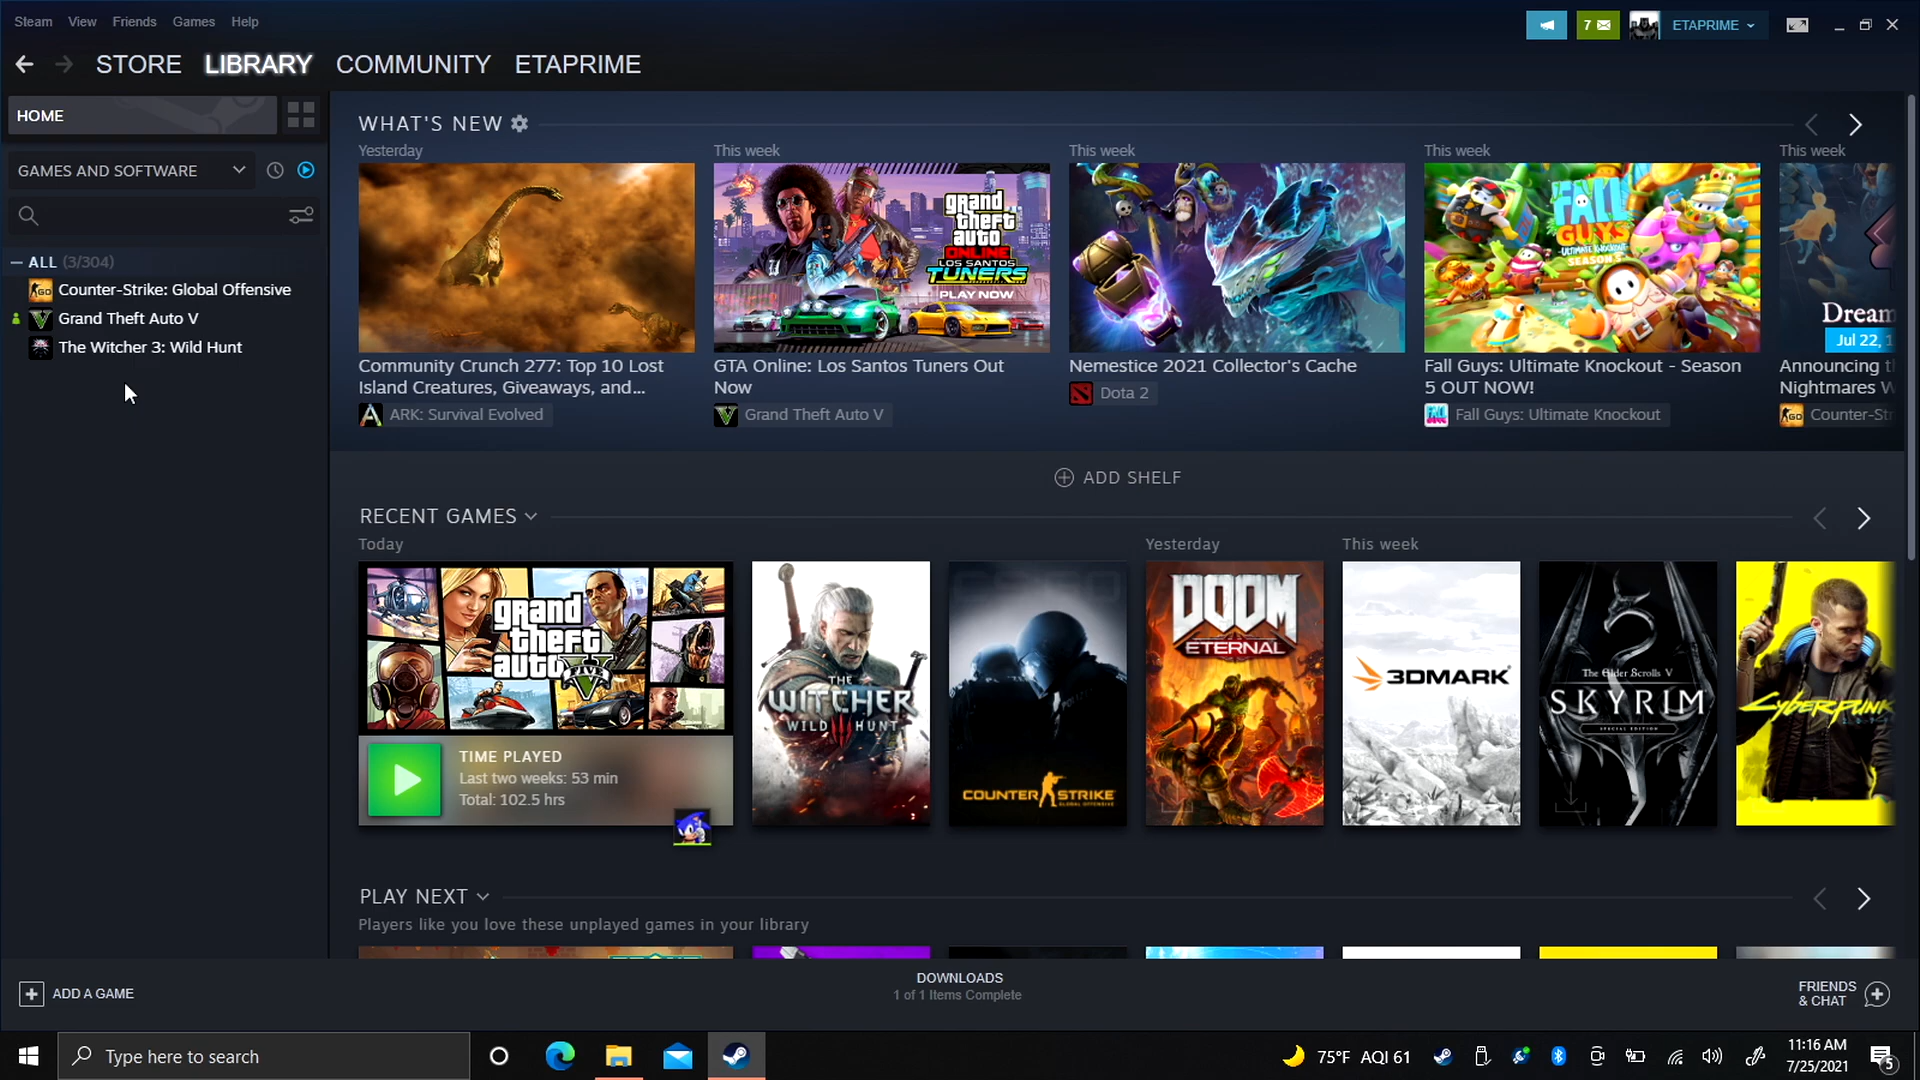 Steam View Friends Games Help
7 ETAPRIME
STORE LIBRARY COMMUNITY ETAPRIME
HOME
GAMES AND SOFTWARE
ALL (3/304)
Counter-Strike: Global Offensive
Grand Theft Auto V
The Witcher 3: Wild Hunt
WHAT'S NEW
Yesterday
grand theft auto ONLINE
LOS SANTOS
TUNERS
PLAY NOW
Community Crunch 277: Top 10 Lost
Island Creatures, Giveaways, and...
ARK: Survival Evolved
This week
GTA Online: Los Santos Tuners Out
Now
Grand Theft Auto V
This week
Nemestice 2021 Collector's Cache
Dota 2
This week
FALL
GUYS
ULTIMATE KNOCKOUT
SEASON 5
Fall Guys: Ultimate Knockout - Season
5 OUT NOW!
Fall Guys: Ultimate Knockout
This week
Dream
Jul 22, 1
Announcing t
Nightmares W
Counter-Str
ADD SHELF
RECENT GAMES
Today
grand
theft
auto V
FIVE
TIME PLAYED
Last two weeks: 53 min
Total: 102.5 hrs
THE
WITCHER
WILD HUNT
COUNTER STRIKE
GLOBAL OFFENSIVE
Yesterday
DOOM
ETERNAL
This week
3DMARK
The Elder Scrolls V
SKYRIM
SPECIAL EDITION
Cyberpunk
PLAY NEXT
Players like you love these unplayed games in your library
ADD A GAME
DOWNLOADS
1 of 1 Items Complete
FRIENDS
& CHAT
Type here to search
75°F AQI 61
11:16 AM
7/25/2021
5